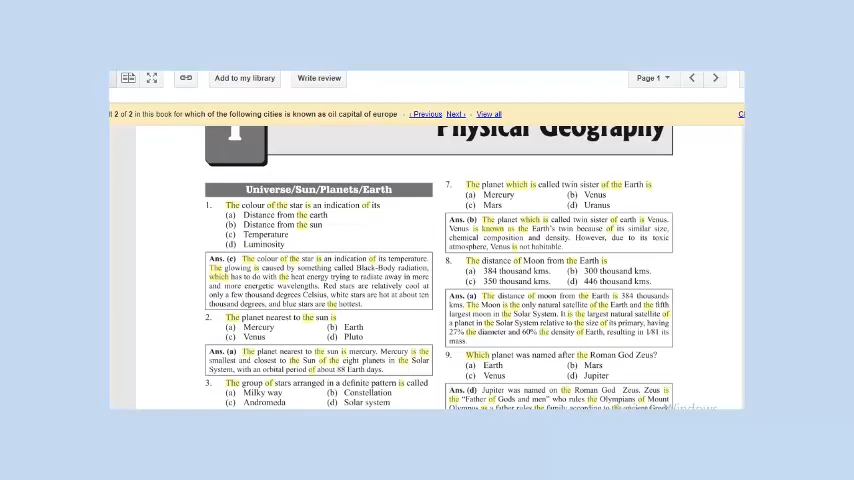 Add to my library
Write review
Page 1
2 of 2 in this book for which of the following cities is known as oil capital of europe - ‹ Previous Next › - View all
1
Physical Geography
Universe/Sun/Planets/Earth
1. The colour of the star is an indication of its
(a) Distance from the earth
(b) Distance from the sun
(c) Temperature
(d) Luminosity
Ans. (c) The colour of the star is an indication of its temperature.
The glowing is caused by something called Black-Body radiation,
which has to do with the heat energy trying to radiate away in more
and more energetic wavelengths. Red stars are relatively cool at
only a few thousand degrees Celsius, white stars are hot at about ten
thousand degrees, and blue stars are the hottest.
2. The planet nearest to the sun is
(a) Mercury (b) Earth
(c) Venus (d) Pluto
Ans. (a) The planet nearest to the sun is mercury. Mercury is the
smallest and closest to the Sun of the eight planets in the Solar
System, with an orbital period of about 88 Earth days.
3. The group of stars arranged in a definite pattern is called
(a) Milky way (b) Constellation
(c) Andromeda (d) Solar system
7. The planet which is called twin sister of the Earth is
(a) Mercury (b) Venus
(c) Mars (d) Uranus
Ans. (b) The planet which is called twin sister of earth is Venus.
Venus is known as the Earth's twin because of its similar size,
chemical composition and density. However, due to its toxic
atmosphere, Venus is not habitable.
8. The distance of Moon from the Earth is
(a) 384 thousand kms. (b) 300 thousand kms.
(c) 350 thousand kms. (d) 446 thousand kms.
Ans. (a) The distance of moon from the Earth is 384 thousands
kms. The Moon is the only natural satellite of the Earth and the fifth
largest moon in the Solar System. It is the largest natural satellite of
a planet in the Solar System relative to the size of its primary, having
27% the diameter and 60% the density of Earth, resulting in 1/81 its
mass.
9. Which planet was named after the Roman God Zeus?
(a) Earth (b) Mars
(c) Venus (d) Jupiter
Ans. (d) Jupiter was named on the Roman God Zeus. Zeus is
the “Father of Gods and men” who rules the Olympians of Mount
Olympus as a father rules the family according to the ancient Greek